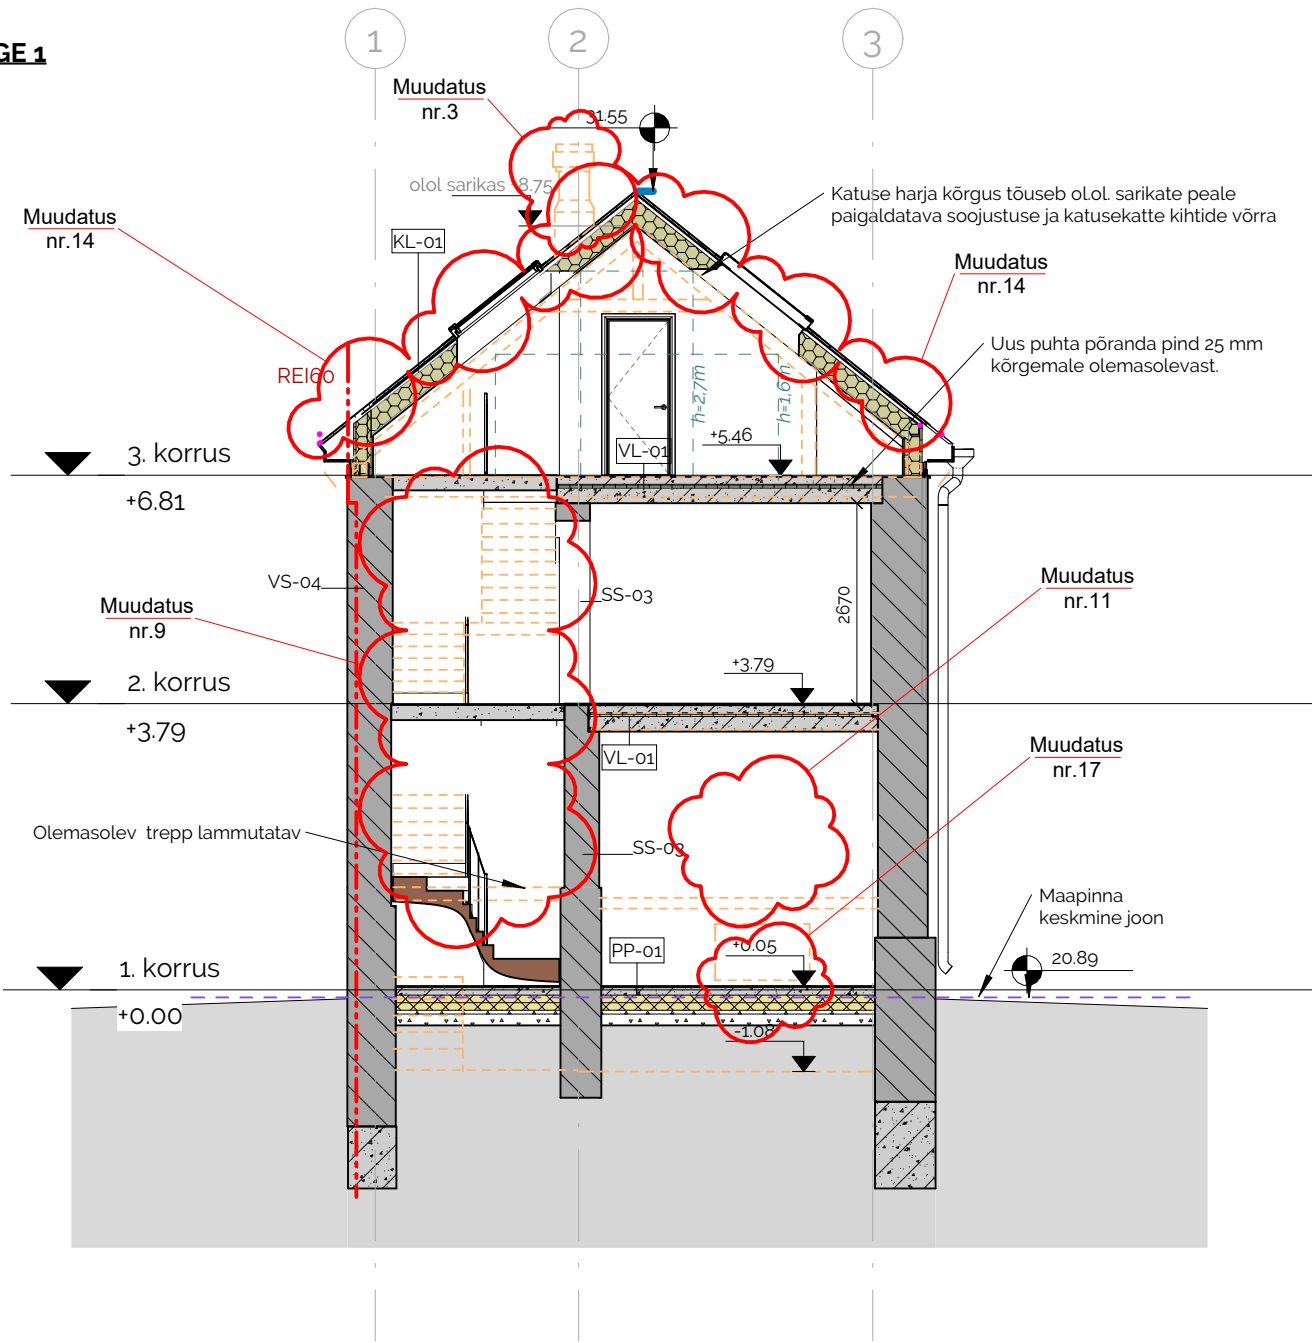 GE 1
1
2
3
Muudatus
nr.3
31.55
olol sarikas +8.75
Katuse harja kõrgus tõuseb ol.ol. sarikate peale
paigaldatava soojustuse ja katusekatte kihtide võrra
Muudatus
nr.14
KL-01
Muudatus
nr.14
Uus puhta põranda pind 25 mm
kõrgemale olemasolevast.
REI60
h=2,7m
h=1,6m
+5.46
VL-01
3. korrus
+6.81
VS-04
SS-03
2670
Muudatus
nr.11
Muudatus
nr.9
+3.79
2. korrus
+3.79
VL-01
Muudatus
nr.17
Olemasolev trepp lammutatav
SS-03
Maapinna
keskmine joon
PP-01
+0.05
20.89
1. korrus
+0.00
-1.08